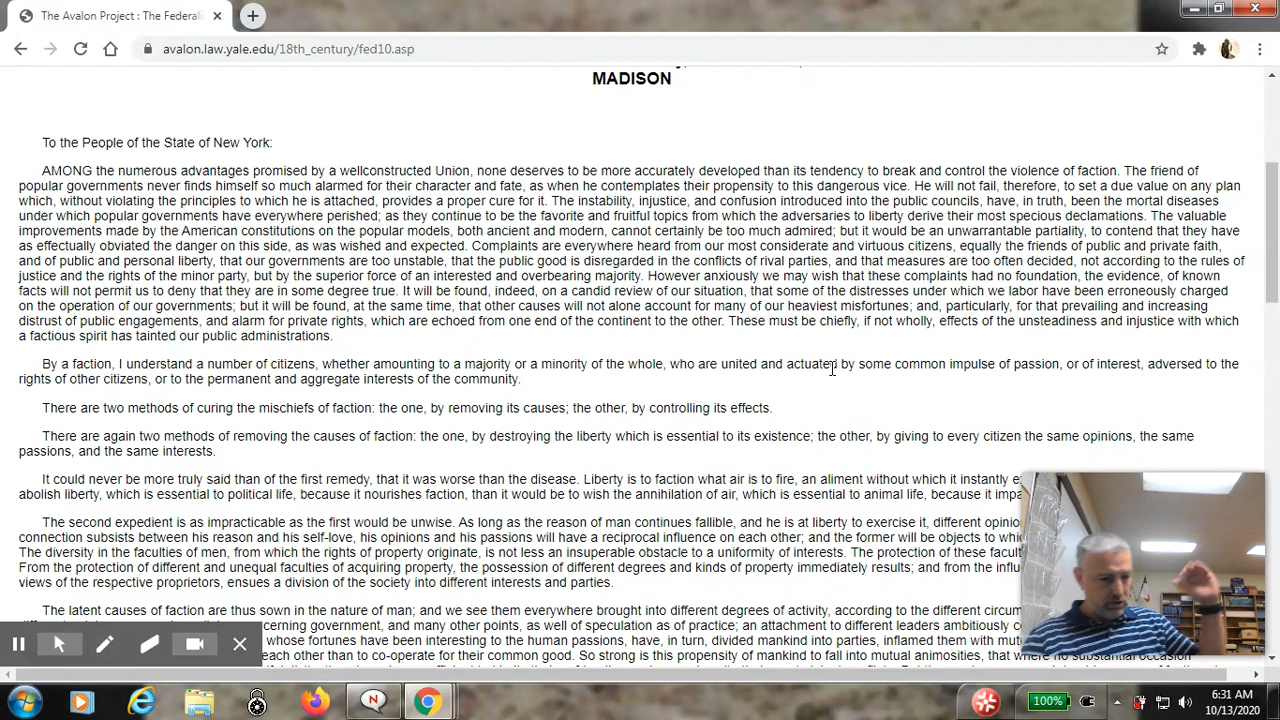 The Avalon Project : The Federali
avalon.law.yale.edu/18th_century/fed10.asp
MADISON
To the People of the State of New York:
AMONG the numerous advantages promised by a wellconstructed Union, none deserves to be more accurately developed than its tendency to break and control the violence of faction. The friend of
popular governments never finds himself so much alarmed for their character and fate, as when he contemplates their propensity to this dangerous vice. He will not fail, therefore, to set a due value on any plan
which, without violating the principles to which he is attached, provides a proper cure for it. The instability, injustice, and confusion introduced into the public councils, have, in truth, been the mortal diseases
under which popular governments have everywhere perished; as they continue to be the favorite and fruitful topics from which the adversaries to liberty derive their most specious declamations. The valuable
improvements made by the American constitutions on the popular models, both ancient and modern, cannot certainly be too much admired; but it would be an unwarrantable partiality, to contend that they have
as effectually obviated the danger on this side, as was wished and expected. Complaints are everywhere heard from our most considerate and virtuous citizens, equally the friends of public and private faith,
and of public and personal liberty, that our governments are too unstable, that the public good is disregarded in the conflicts of rival parties, and that measures are too often decided, not according to the rules of
justice and the rights of the minor party, but by the superior force of an interested and overbearing majority. However anxiously we may wish that these complaints had no foundation, the evidence, of known
facts will not permit us to deny that they are in some degree true. It will be found, indeed, on a candid review of our situation, that some of the distresses under which we labor have been erroneously charged
on the operation of our governments; but it will be found, at the same time, that other causes will not alone account for many of our heaviest misfortunes; and, particularly, for that prevailing and increasing
distrust of public engagements, and alarm for private rights, which are echoed from one end of the continent to the other. These must be chiefly, if not wholly, effects of the unsteadiness and injustice with which
a factious spirit has tainted our public administrations.
By a faction, I understand a number of citizens, whether amounting to a majority or a minority of the whole, who are united and actuated by some common impulse of passion, or of interest, adversed to the
rights of other citizens, or to the permanent and aggregate interests of the community.
There are two methods of curing the mischiefs of faction: the one, by removing its causes; the other, by controlling its effects.
There are again two methods of removing the causes of faction: the one, by destroying the liberty which is essential to its existence; the other, by giving to every citizen the same opinions, the same
passions, and the same interests.
It could never be more truly said than of the first remedy, that it was worse than the disease. Liberty is to faction what air is to fire, an aliment without which it instantly
abolish liberty, which is essential to political life, because it nourishes faction, than it would be to wish the annihilation of air, which is essential to animal life, because it
The second expedient is as impracticable as the first would be unwise. As long as the reason of man continues fallible, and he is at liberty to exercise it, different
connection subsists between his reason and his self-love, his opinions and his passions will have a reciprocal influence on each other; and the former will be objects to
The diversity in the faculties of men, from which the rights of property originate, is not less an insuperable obstacle to a uniformity of interests. The protection of these
From the protection of different and unequal faculties of acquiring property, the possession of different degrees and kinds of property immediately results; and from the
views of the respective proprietors, ensues a division of the society into different interests and parties.
The latent causes of faction are thus sown in the nature of man; and we see them everywhere brought into different degrees of activity, according to the different
concerning government, and many other points, as well of speculation as of practice; an attachment to different leaders ambitiously
whose fortunes have been interesting to the human passions, have, in turn, divided mankind into parties, inflamed them with
each other than to co-operate for their common good. So strong is this propensity of mankind to fall into mutual animosities, that where no substantial occasion
100%
6:31 AM
10/13/2020